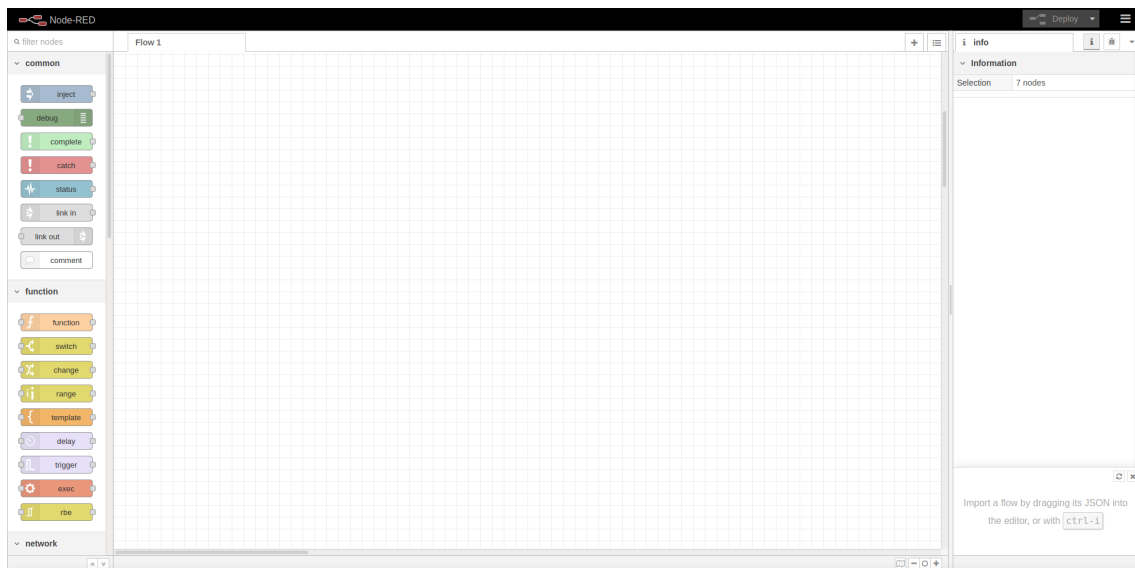 Node-RED
Deploy
filter nodes
Flow 1
i info
common
Information
Selection 7 nodes
inject
debug
complete
catch
status
link in
link out
comment
function
function
switch
change
range
template
delay
trigger
exec
rbe
network
Import a flow by dragging its JSON into
the editor, or with ctrl-i